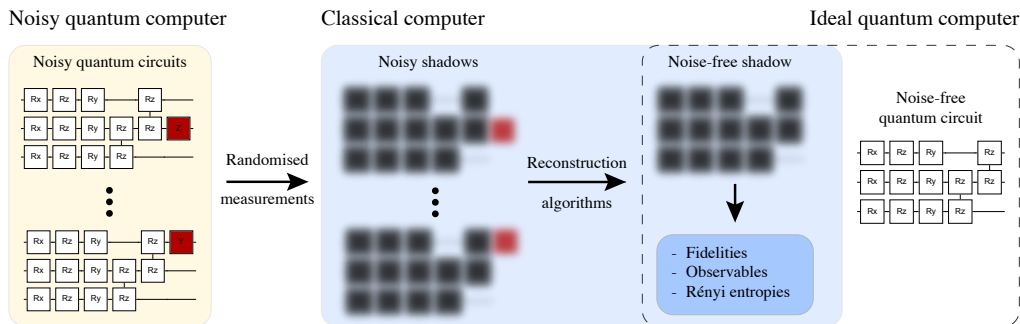 Noisy quantum computer
Noisy quantum circuits
Rx Rz Ry Rz
Rx Rz Ry Rz Rz Z
Rx Rz Ry Rz
Rx Rz Ry Rz Y
Rx Rz Ry Rz Rz
Rx Rz Ry Rz
Randomised
measurements
Classical computer
Noisy shadows
Reconstruction
algorithms
Noise-free shadow
- Fidelities
- Observables
- Rényi entropies
Ideal quantum computer
Noise-free
quantum circuit
Rx Rz Ry Rz
Rx Rz Ry Rz Rz
Rx Rz Ry Rz